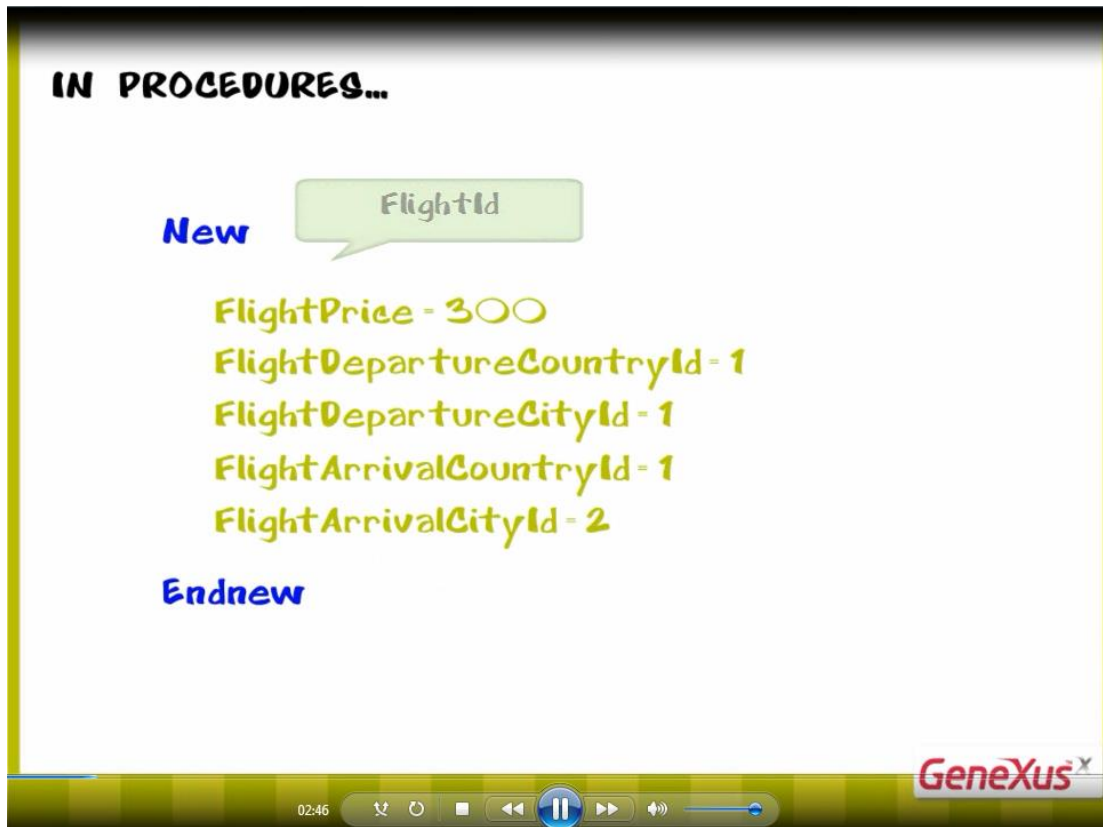 IN PROCEDURES...
FlightId
New
FlightPrice = 300
FlightDepartureCountryId = 1
FlightDepartureCityId = 1
FlightArrivalCountryId = 1
FlightArrivalCityId = 2
Endnew
GeneXus X
02:46